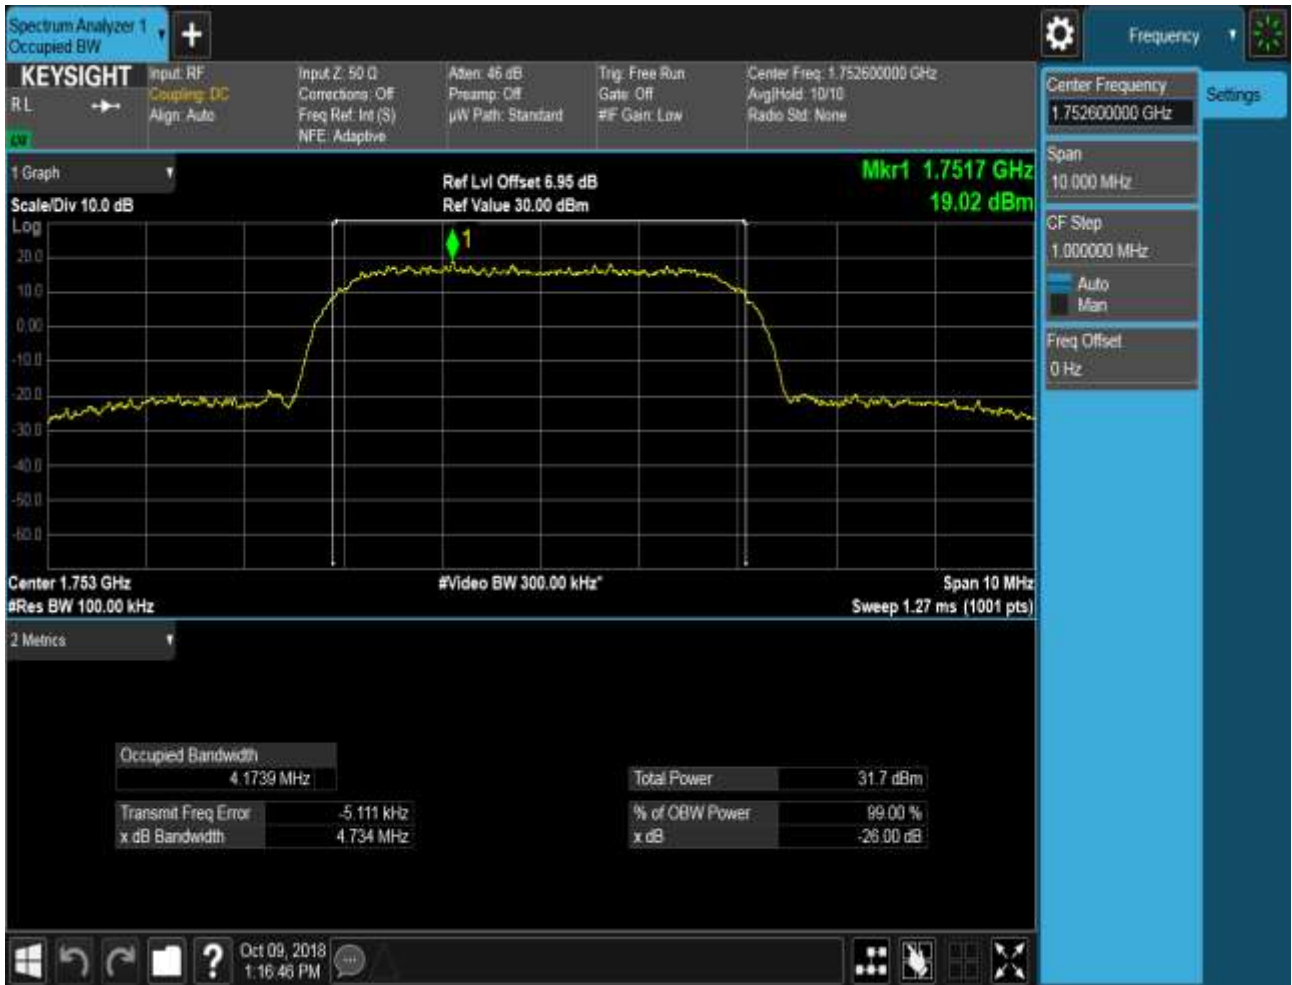 Spectrum Analyzer 1
Occupied BW
Frequency
KEYSIGHT
R L
Input: RF
Coupling: DC
Align: Auto
Input Z: 50 Ω
Corrections: Off
Freq Ref: Int (S)
NFE: Adaptive
Atten: 46 dB
Preamp: Off
µW Path: Standard
Trig: Free Run
Gate: Off
#IF Gain: Low
Center Freq: 1.752600000 GHz
Avg|Hold: 10/10
Radio Std: None
Center Frequency
1.752600000 GHz
Settings
Span
10.000 MHz
CF Step
1.000000 MHz
Auto
Man
Freq Offset
0 Hz
1 Graph
Scale/Div 10.0 dB
Ref Lvl Offset 6.95 dB
Ref Value 30.00 dBm
Mkr1 1.7517 GHz
19.02 dBm
Log
1
20.0
10.0
0.00
-10.0
-20.0
-30.0
-40.0
-50.0
-60.0
Center 1.753 GHz
#Video BW 300.00 kHz*
Span 10 MHz
#Res BW 100.00 kHz
Sweep 1.27 ms (1001 pts)
2 Metrics
Occupied Bandwidth
4.1739 MHz
Total Power 31.7 dBm
Transmit Freq Error -5.111 kHz
% of OBW Power 99.00 %
x dB Bandwidth 4.734 MHz
x dB -26.00 dB
?
Oct 09, 2018
1:16:46 PM